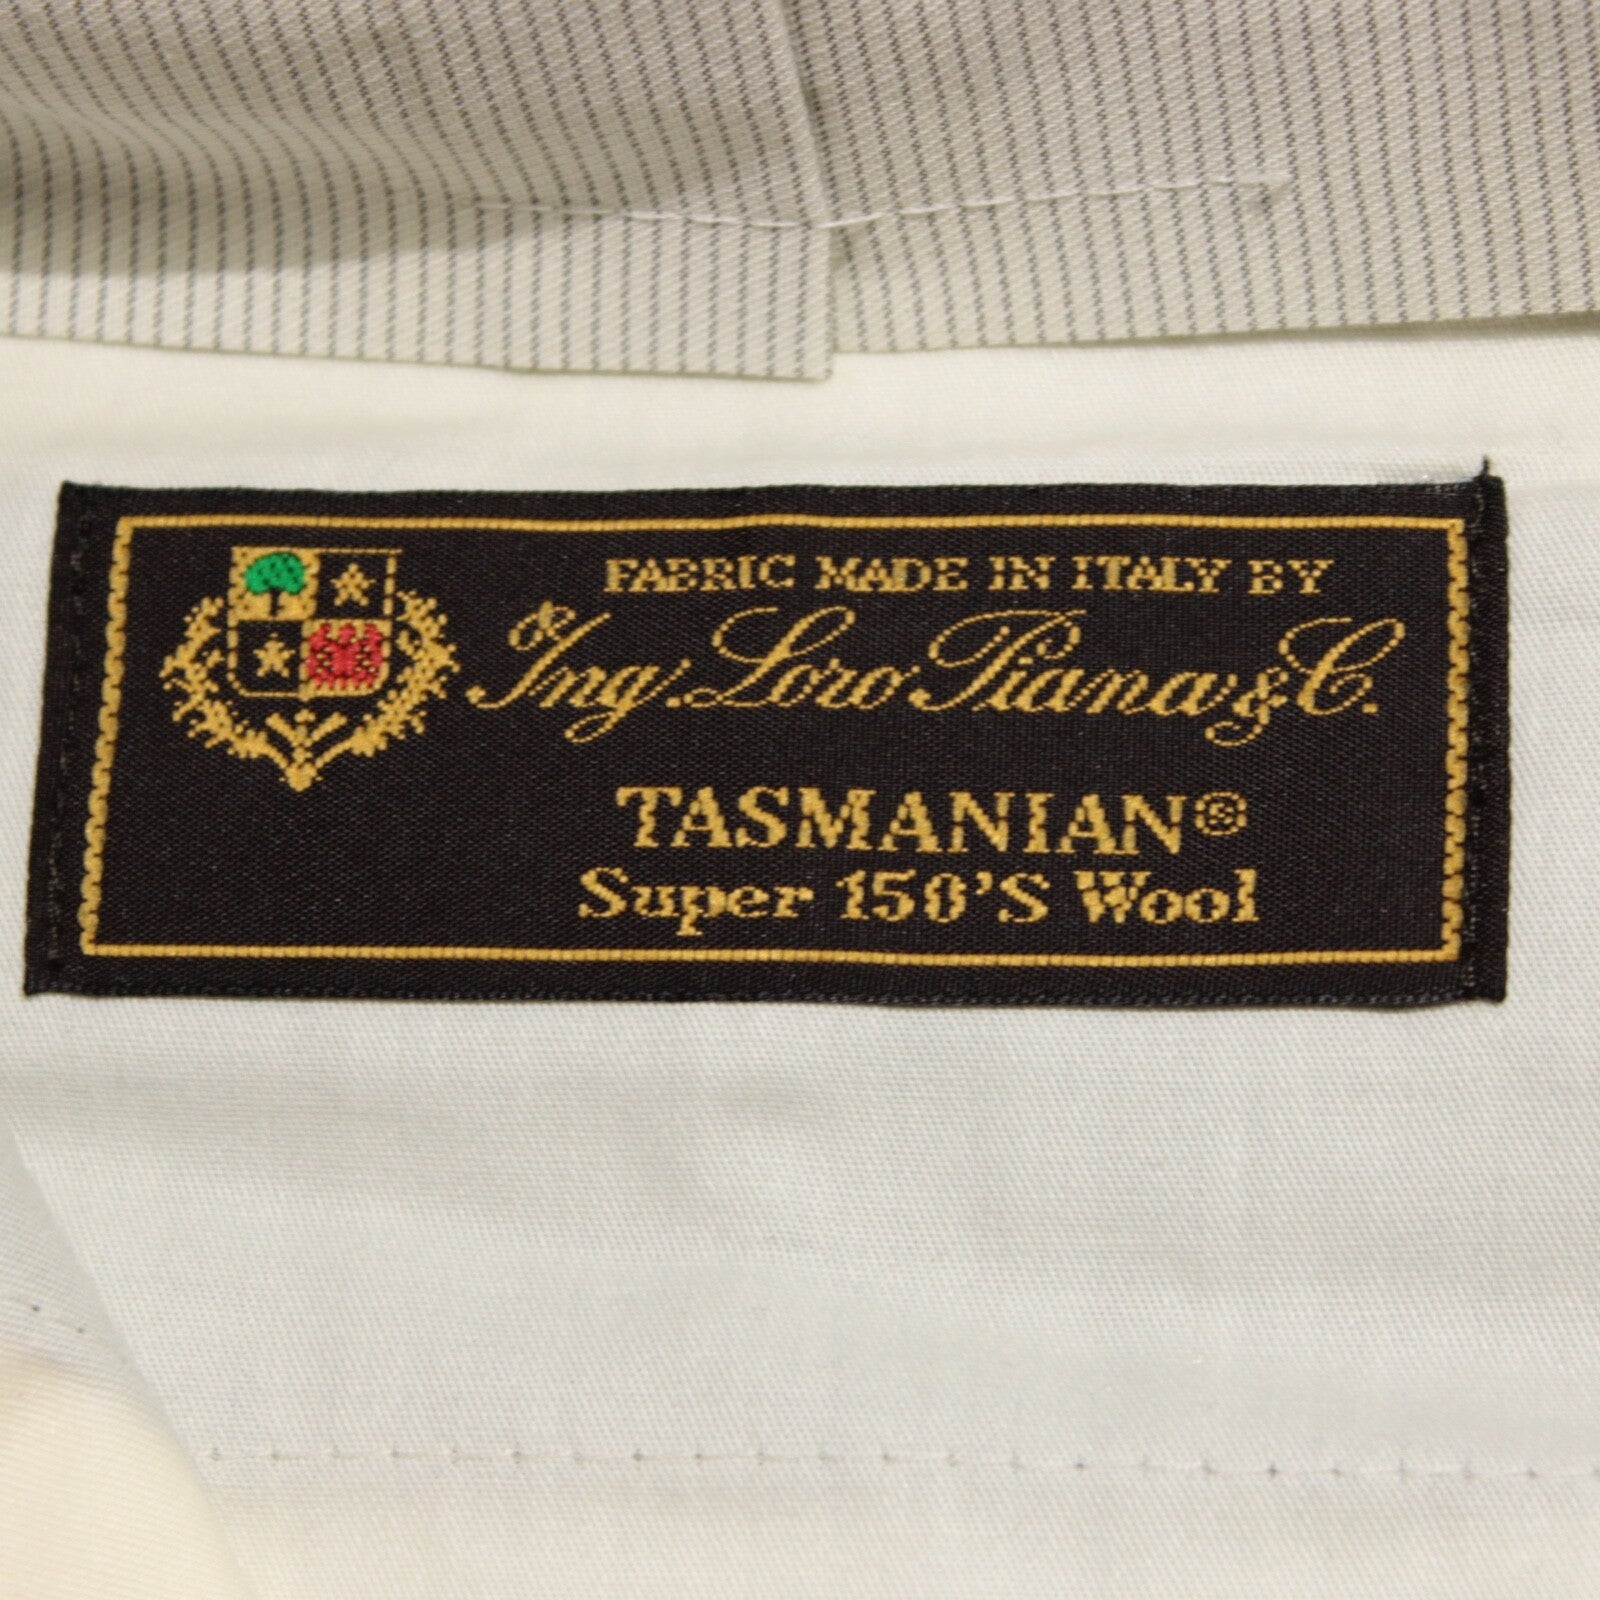 FABRIC MADE IN ITALY BY
Ing. Loro Piana & C.
TASMANIAN®
Super 150'S Wool